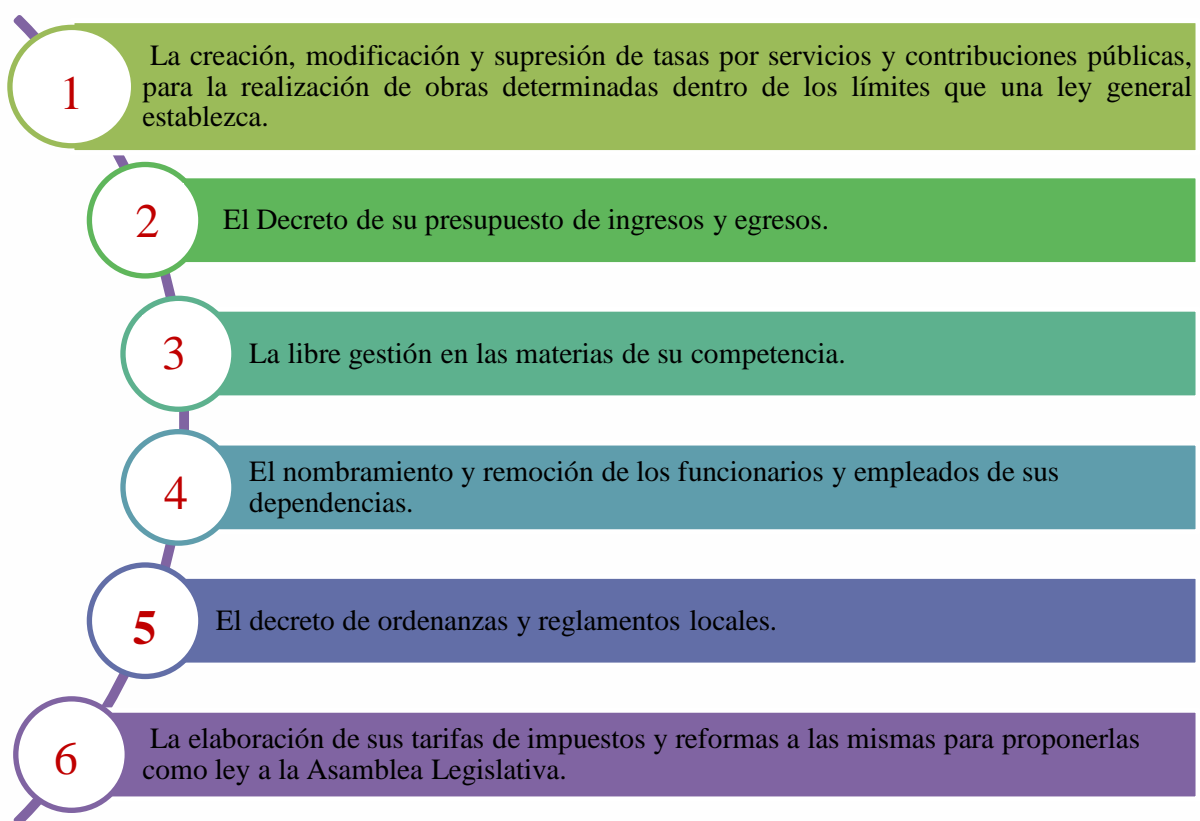 1
La creación, modificación y supresión de tasas por servicios y contribuciones públicas,
para la realización de obras determinadas dentro de los límites que una ley general
establezca.
2
El Decreto de su presupuesto de ingresos y egresos.
3
La libre gestión en las materias de su competencia.
4
El nombramiento y remoción de los funcionarios y empleados de sus
dependencias.
5
El decreto de ordenanzas y reglamentos locales.
6
La elaboración de sus tarifas de impuestos y reformas a las mismas para proponerlas
como ley a la Asamblea Legislativa.